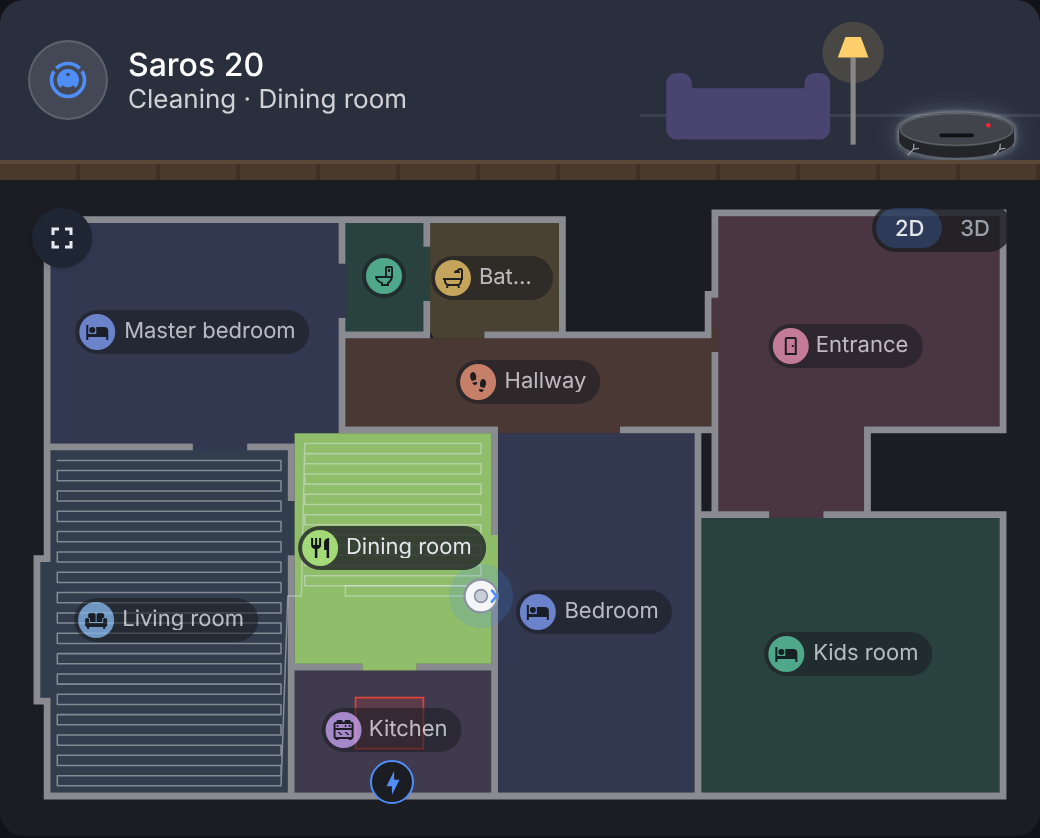 Saros 20
Cleaning · Dining room
2D 3D
Bat...
Master bedroom
Entrance
Hallway
Dining room
Living room
Bedroom
Kids room
Kitchen